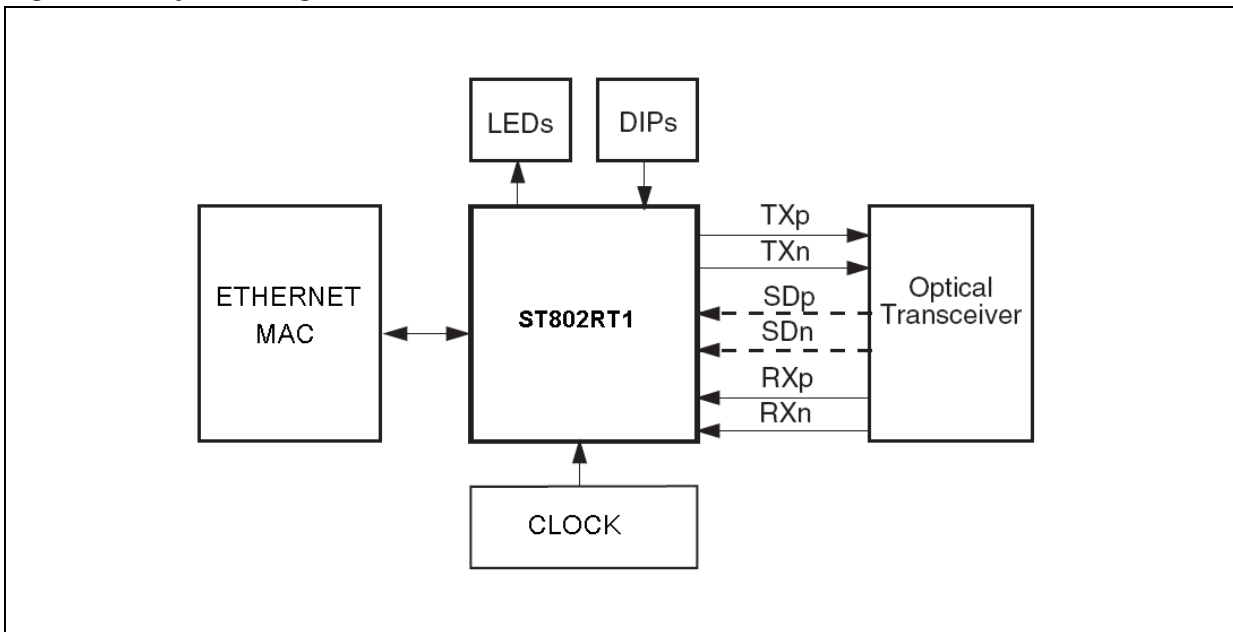 LEDs
DIPs
TXp
TXn
SDp
SDn
RXp
RXn
ETHERNET
MAC
ST802RT1
Optical
Transceiver
CLOCK